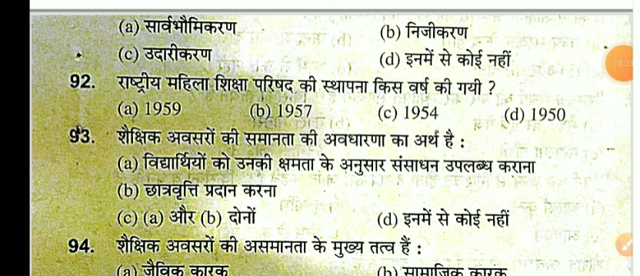 (a) सार्वभौमिकरण (b) निजीकरण
(c) उदारीकरण (d) इनमें से कोई नहीं
92. राष्ट्रीय महिला शिक्षा परिषद् की स्थापना किस वर्ष की गयी ?
(a) 1959 (b) 1957 (c) 1954 (d) 1950
93. शैक्षिक अवसरों की समानता की अवधारणा का अर्थ है :
(a) विद्यार्थियों को उनकी क्षमता के अनुसार संसाधन उपलब्ध कराना
(b) छात्रवृत्ति प्रदान करना
(c) (a) और (b) दोनों (d) इनमें से कोई नहीं
94. शैक्षिक अवसरों की असमानता के मुख्य तत्व हैं :
(a) जैविक कारक (b) सामाजिक कारक